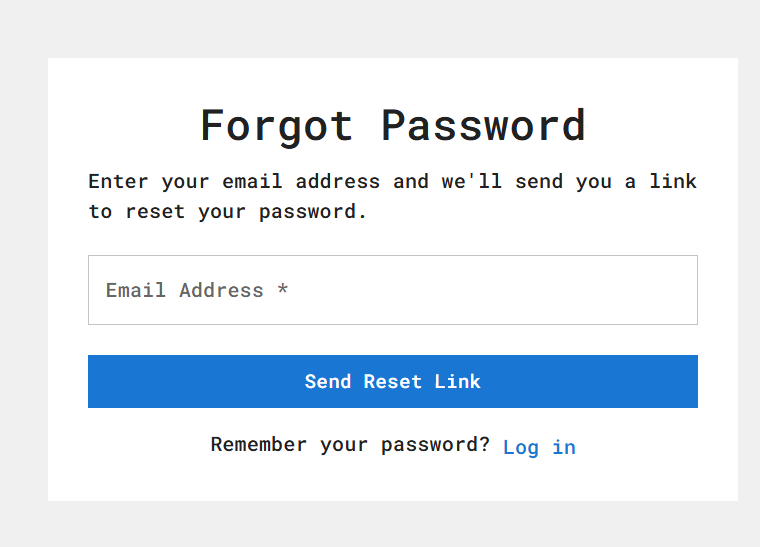 Forgot Password
Enter your email address and we'll send you a link
to reset your password.
Email Address *
Send Reset Link
Remember your password? Log in